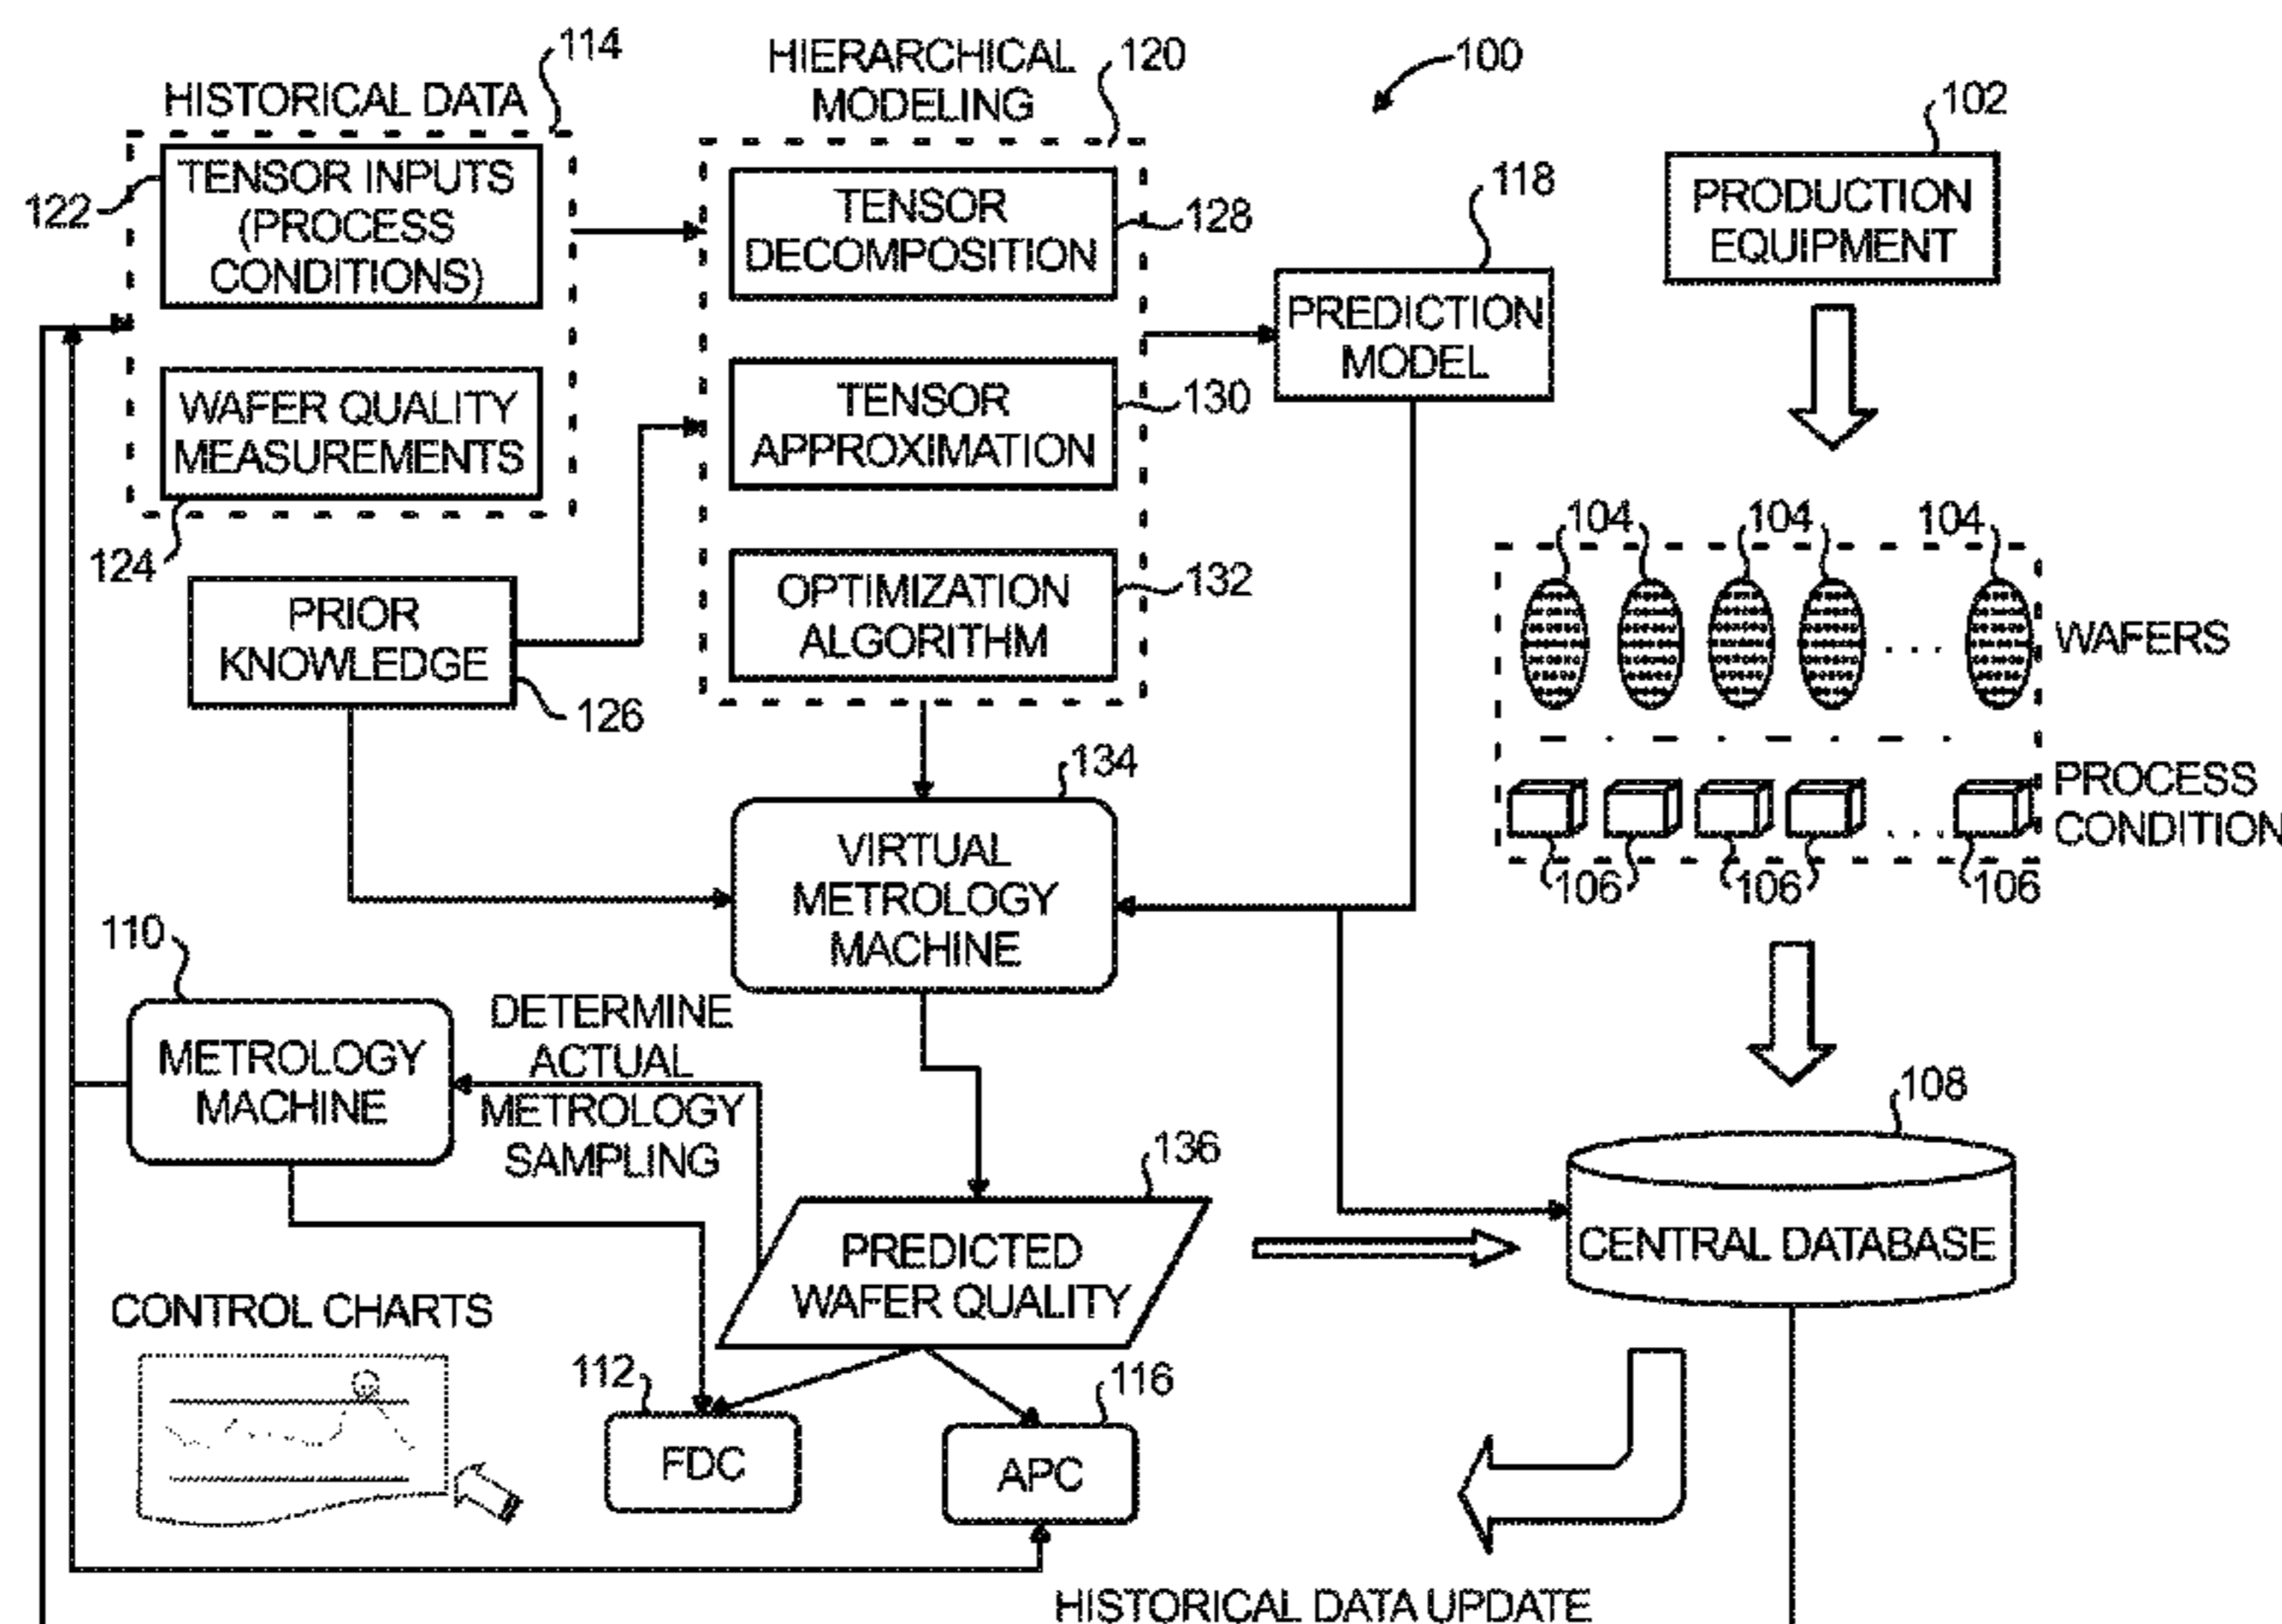 114
HISTORICAL DATA
122
TENSOR INPUTS
(PROCESS
CONDITIONS)
WAFER QUALITY
MEASUREMENTS
124
PRIOR
KNOWLEDGE
126
HIERARCHICAL
MODELING
120
TENSOR
DECOMPOSITION
128
TENSOR
APPROXIMATION
130
OPTIMIZATION
ALGORITHM
132
100
118
PREDICTION
MODEL
102
PRODUCTION
EQUIPMENT
104
104
104
WAFERS
PROCESS
CONDITION
106
106
106
134
VIRTUAL
METROLOGY
MACHINE
110
METROLOGY
MACHINE
DETERMINE
ACTUAL
METROLOGY
SAMPLING
136
PREDICTED
WAFER QUALITY
108
CENTRAL DATABASE
CONTROL CHARTS
112
FDC
116
APC
HISTORICAL DATA UPDATE